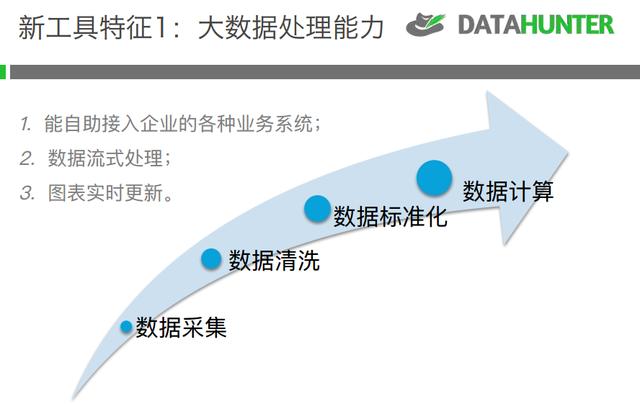 新工具特征1：大数据处理能力
DATAHUNTER
1. 能自助接入企业的各种业务系统；
2. 数据流式处理；
3. 图表实时更新。
数据计算
数据标准化
数据清洗
数据采集